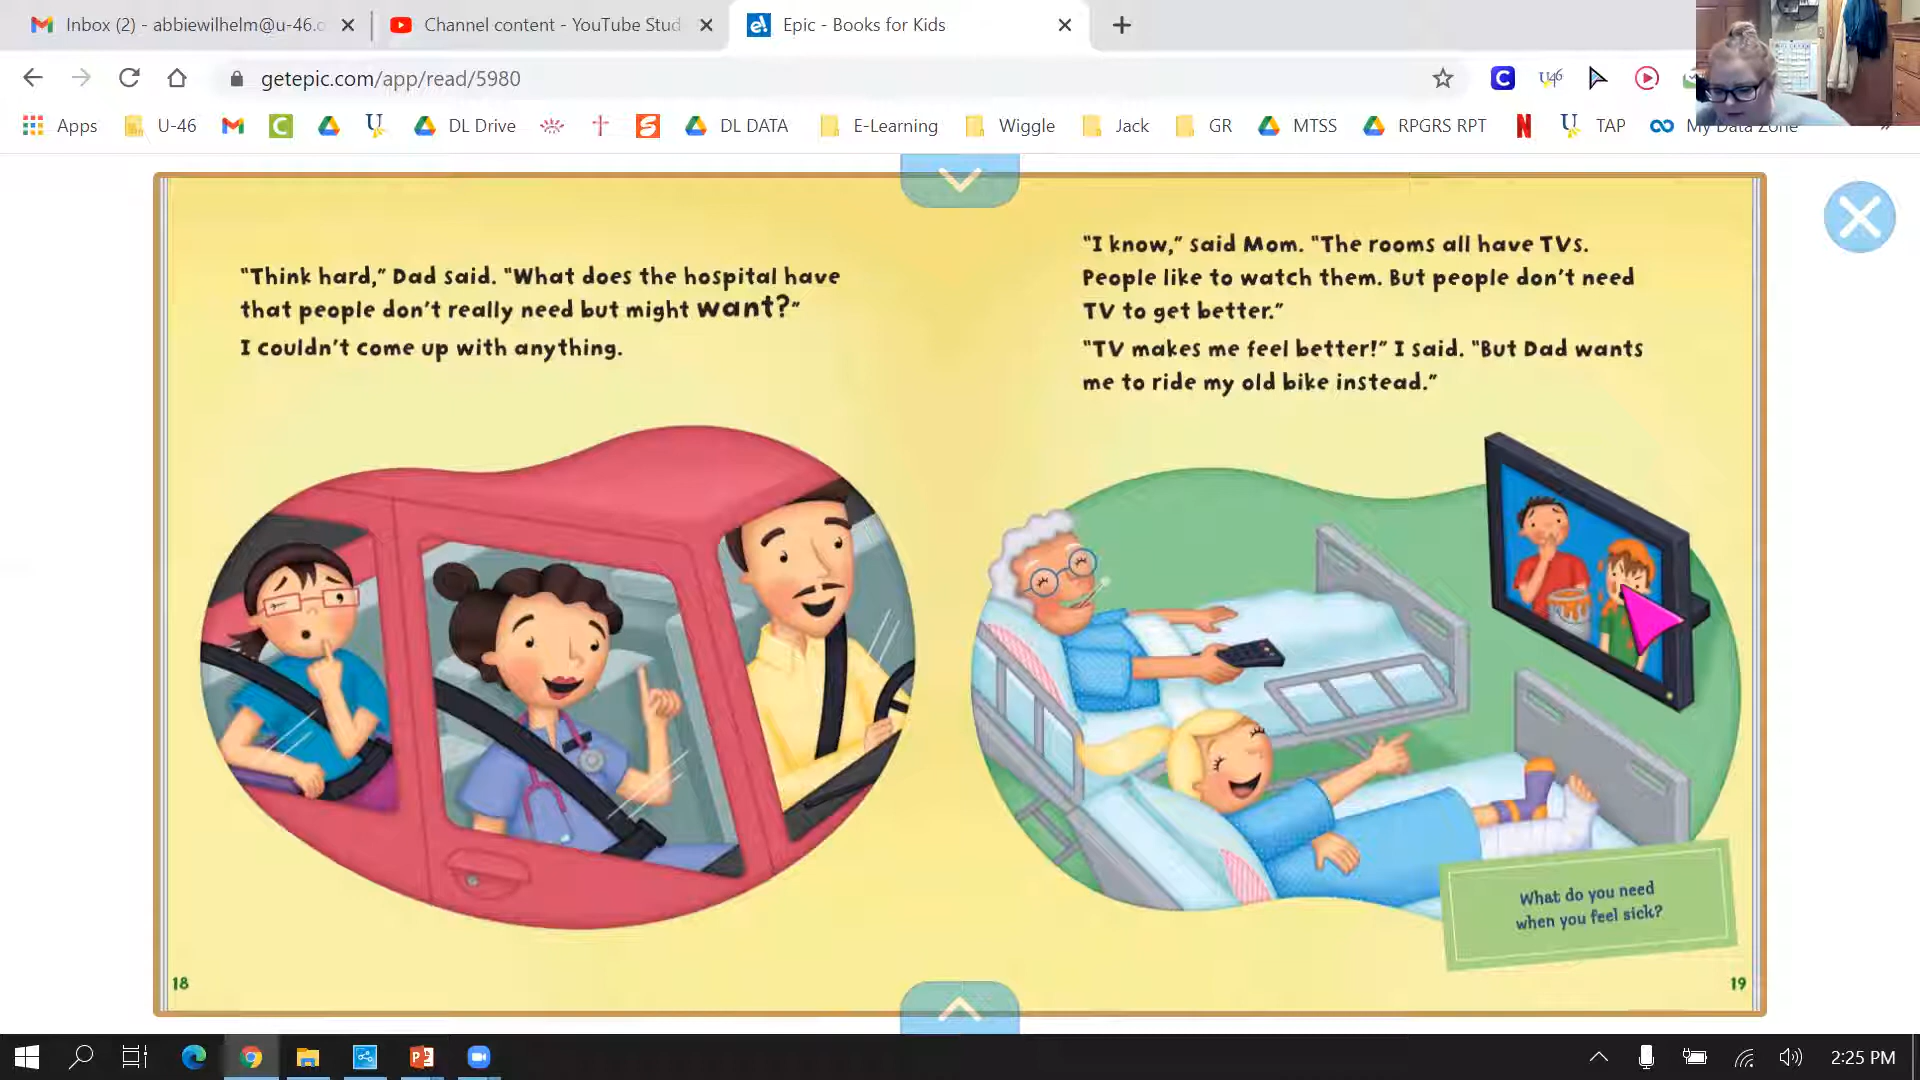 Inbox (2) - abbiewilhelm@u-46.o
Channel content - YouTube Stud
Epic - Books for Kids
getepic.com/app/read/5980
Apps
U-46
DL Drive
DL DATA
E-Learning
Wiggle
Jack
GR
MTSS
RPGRS RPT
TAP
My Data Zone
"Think hard," Dad said. "What does the hospital have
that people don't really need but might want?"
I couldn't come up with anything.
"I know," said Mom. "The rooms all have TVs.
People like to watch them. But people don't need
TV to get better."
"TV makes me feel better!" I said. "But Dad wants
me to ride my old bike instead."
What do you need
when you feel sick?
18
19
2:25 PM